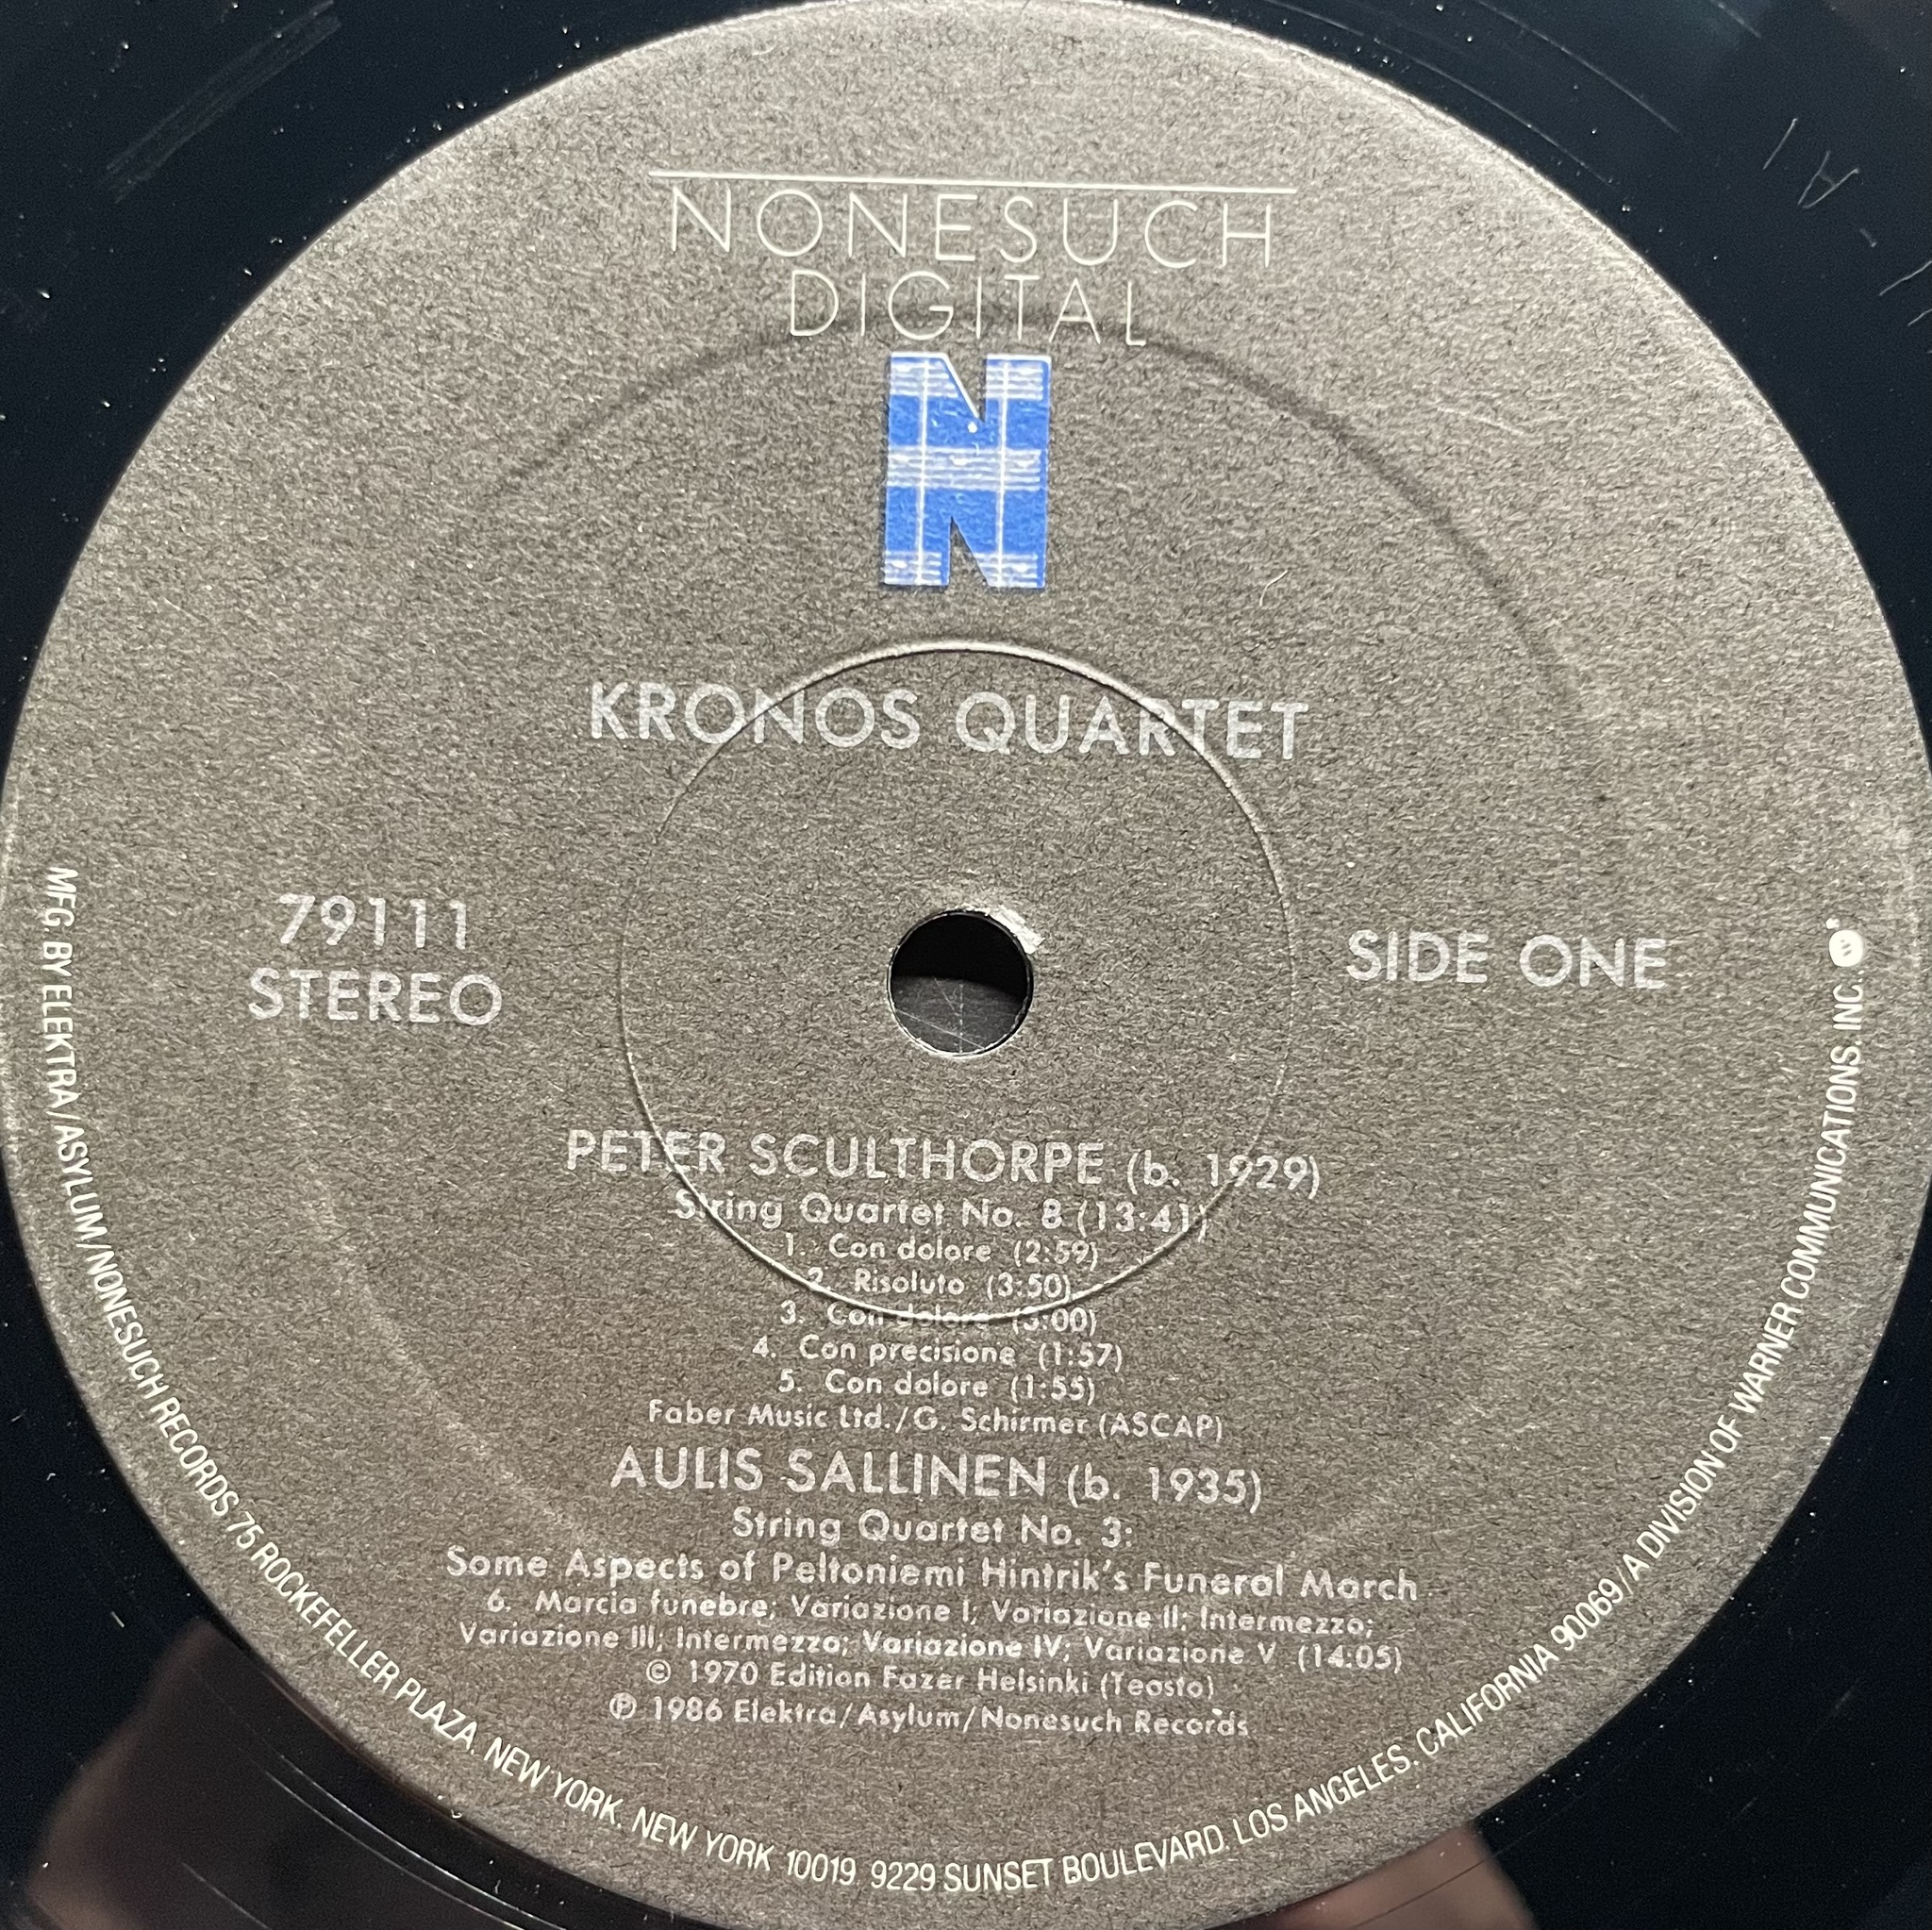 NONESUCH
DIGITAL
N
KRONOS QUARTET
79111
STEREO
SIDE ONE
PETER SCULTHORPE (b. 1929)
String Quartet No. 8 (13:41)
1. Con dolore (2:59)
2. Risoluto (3:50)
3. Con dolore (3:00)
4. Con precisione (1:57)
5. Con dolore (1:55)
Faber Music Ltd./G. Schirmer (ASCAP)
AULIS SALLINEN (b. 1935)
String Quartet No. 3:
Some Aspects of Peltoniemi Hintrik's Funeral March
6. Marcia funebre; Variazione I; Variazione II; Intermezzo;
Variazione III; Intermezzo; Variazione IV; Variazione V (14:05)
© 1970 Edition Fazer Helsinki (Teosto)
℗ 1986 Elektra/Asylum/Nonesuch Records
MFG. BY ELEKTRA/ASYLUM/NONESUCH RECORDS 75 ROCKEFELLER PLAZA, NEW YORK, NEW YORK 10019 9229 SUNSET BOULEVARD, LOS ANGELES, CALIFORNIA 90069/A DIVISION OF WARNER COMMUNICATIONS, INC.